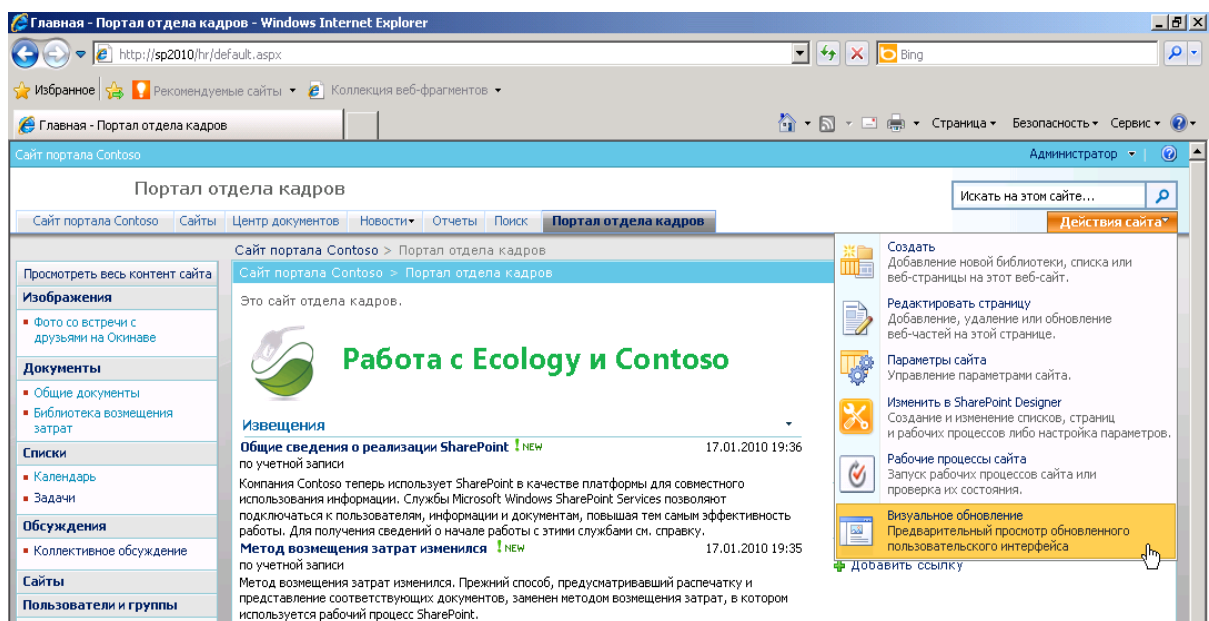 Главная - Портал отдела кадров - Windows Internet Explorer
http://sp2010/hr/default.aspx
Bing
Избранное
Рекомендуемые сайты
Коллекция веб-фрагментов
Главная - Портал отдела кадров
Страница
Безопасность
Сервис
Сайт портала Contoso
Администратор
Портал отдела кадров
Искать на этом сайте...
Сайт портала Contoso
Сайты
Центр документов
Новости
Отчеты
Поиск
Портал отдела кадров
Действия сайта
Просмотреть весь контент сайта
Изображения
Фото со встречи с
друзьями на Окинаве
Документы
Общие документы
Библиотека возмещения
затрат
Списки
Календарь
Задачи
Обсуждения
Коллективное обсуждение
Сайты
Пользователи и группы
Сайт портала Contoso > Портал отдела кадров
Сайт портала Contoso > Портал отдела кадров
Это сайт отдела кадров.
Работа с Ecology и Contoso
Извещения
Общие сведения о реализации SharePoint ! NEW 17.01.2010 19:36
по учетной записи
Компания Contoso теперь использует SharePoint в качестве платформы для совместного
использования информации. Службы Microsoft Windows SharePoint Services позволяют
подключаться к пользователям, информации и документам, повышая тем самым эффективность
работы. Для получения сведений о начале работы с этими службами см. справку.
Метод возмещения затрат изменился ! NEW 17.01.2010 19:35
по учетной записи
Метод возмещения затрат изменился. Прежний способ, предусматривавший распечатку и
представление соответствующих документов, заменен методом возмещения затрат, в котором
используется рабочий процесс SharePoint.
Создать
Добавление новой библиотеки, списка или
веб-страницы на этот веб-сайт.
Редактировать страницу
Добавление, удаление или обновление
веб-частей на этой странице.
Параметры сайта
Управление параметрами сайта.
Изменить в SharePoint Designer
Создание и изменение списков, страниц
и рабочих процессов либо настройка параметров.
Рабочие процессы сайта
Запуск рабочих процессов сайта или
проверка их состояния.
Визуальное обновление
Предварительный просмотр обновленного
пользовательского интерфейса
Добавить ссылку